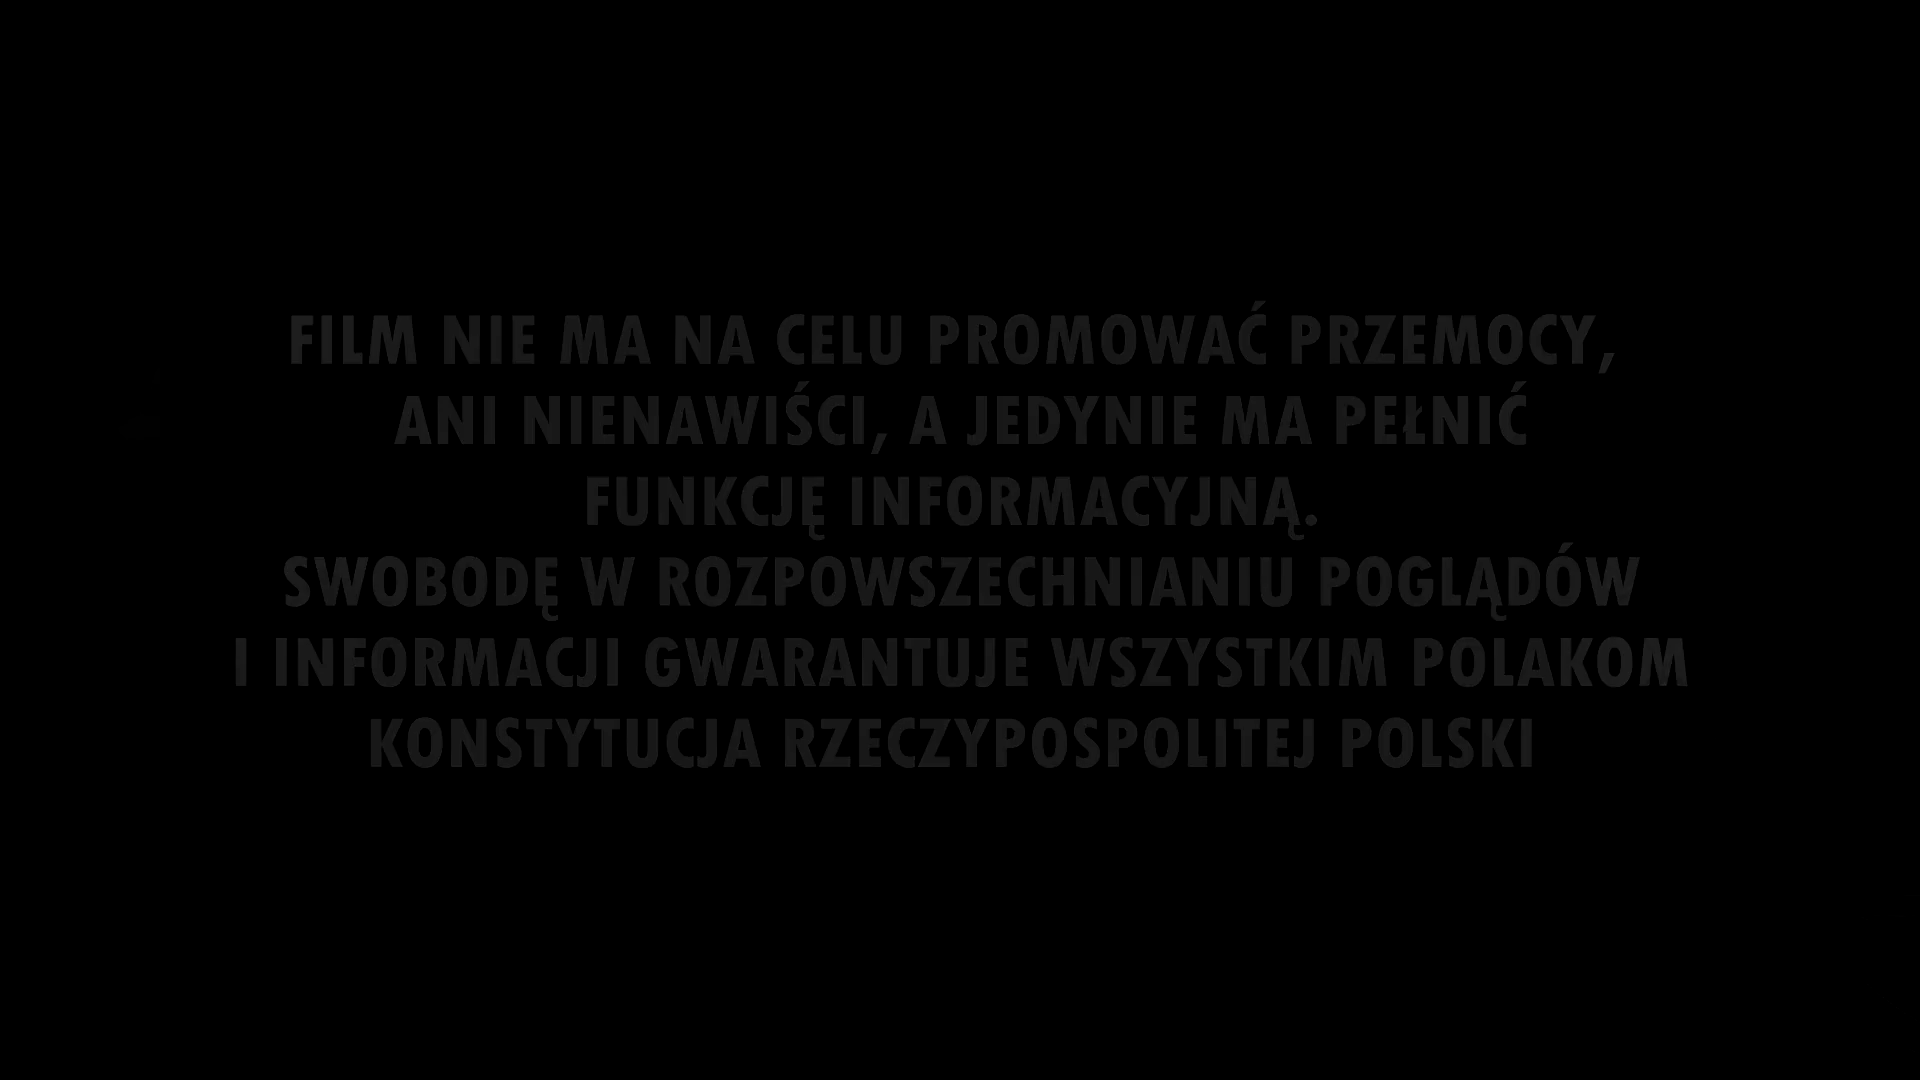 FILM NIE MA NA CELU PROMOWAĆ PRZEMOCY,
ANI NIENAWIŚCI, A JEDYNIE MA PEŁNIĆ
FUNKCJĘ INFORMACYJNĄ.
SWOBODĘ W ROZPOWSZECHNIANIU POGLĄDÓW
I INFORMACJI GWARANTUJE WSZYSTKIM POLAKOM
KONSTYTUCJA RZECZYPOSPOLITEJ POLSKI